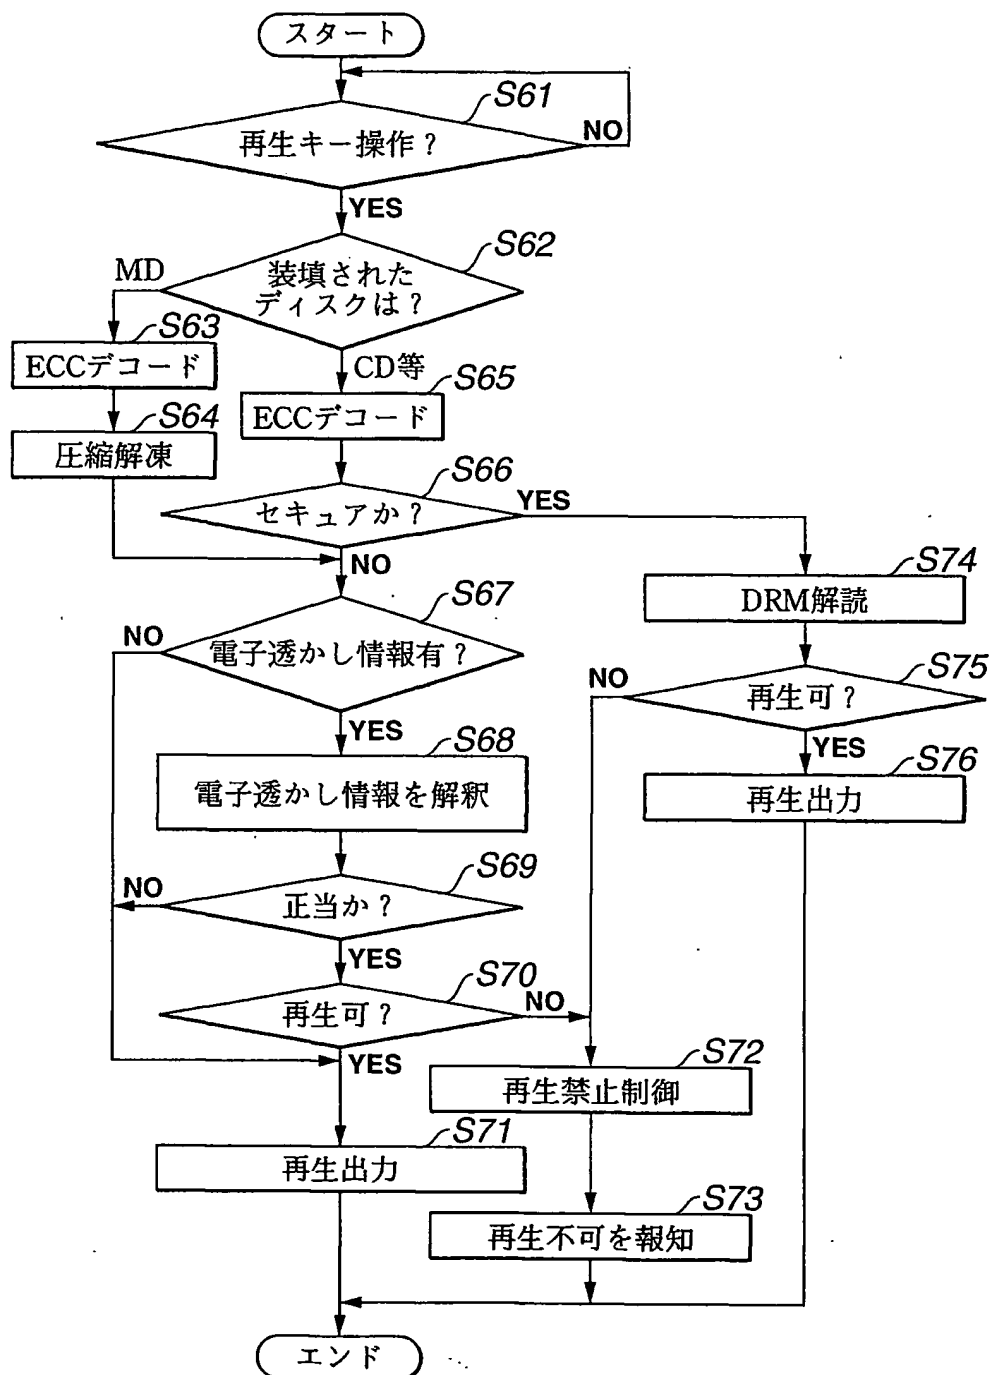 スタート
S61
再生キー操作？
NO
YES
S62
MD
装填された
ディスクは？
S63
ECCデコード
CD等
S65
ECCデコード
S64
圧縮解凍
S66
セキュアか？
YES
NO
S74
DRM解読
S67
NO
電子透かし情報有？
YES
S75
NO
再生可？
YES
S68
電子透かし情報を解釈
S76
再生出力
S69
NO
正当か？
YES
S70
再生可？
NO
YES
S72
再生禁止制御
S71
再生出力
S73
再生不可を報知
エンド